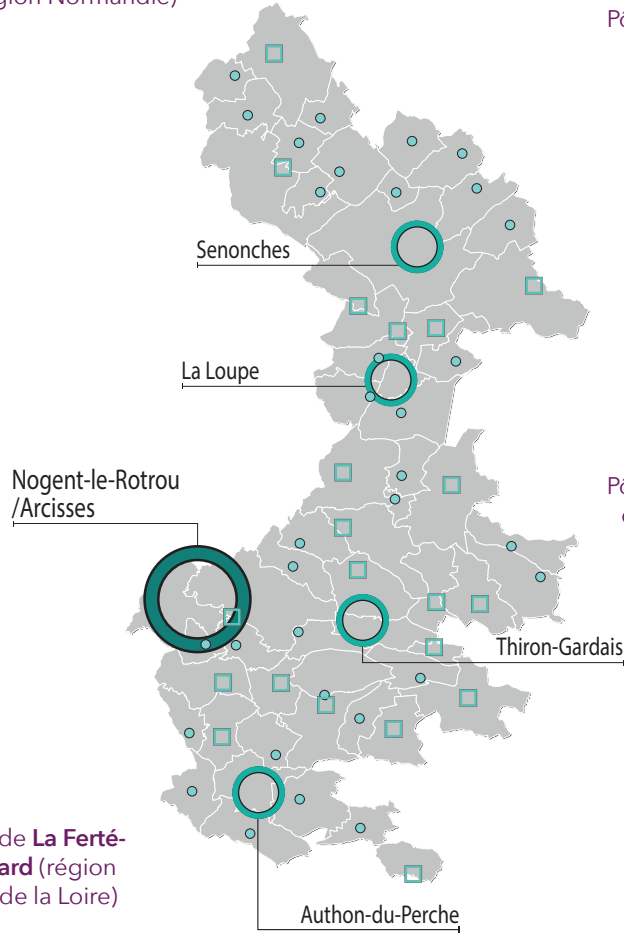 gion Normandie)
Pô
Senonches
La Loupe
Nogent-le-Rotrou
/Arcisses
Pô
Thiron-Gardais
de La Ferté-
ard (région
de la Loire)
Authon-du-Perche